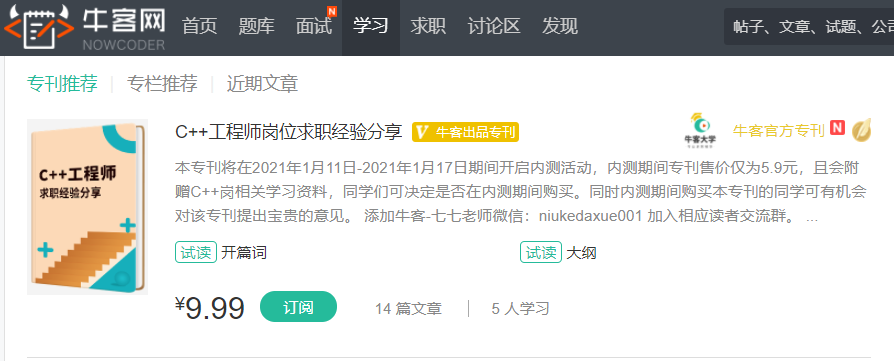 牛客网
NOWCODER
首页 题库 面试 N 学习 求职 讨论区 发现 帖子、文章、试题、公司
专刊推荐 专栏推荐 近期文章
C++工程师
求职经验分享
C++工程师岗位求职经验分享 V 牛客出品专刊 牛客大学 牛客官方专刊 N
本专刊将在2021年1月11日-2021年1月17日期间开启内测活动，内测期间专刊售价仅为5.9元，且会附
赠C++岗相关学习资料，同学们可决定是否在内测期间购买。同时内测期间购买本专刊的同学可有机会
对该专刊提出宝贵的意见。 添加牛客-七七老师微信：niukedaxue001 加入相应读者交流群。 ...
试读 开篇词 试读 大纲
¥9.99 订阅 14 篇文章 5 人学习